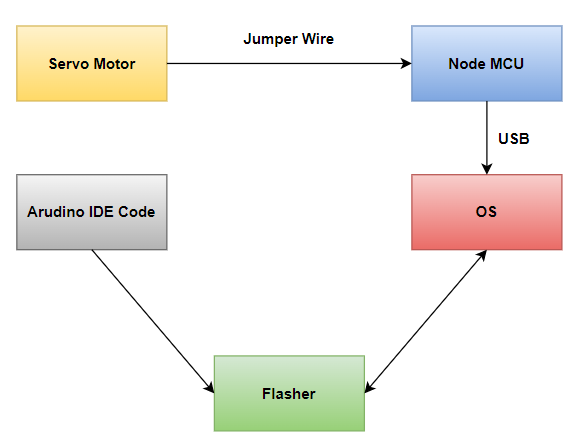 Jumper Wire
Servo Motor
Node MCU
USB
Arudino IDE Code
OS
Flasher